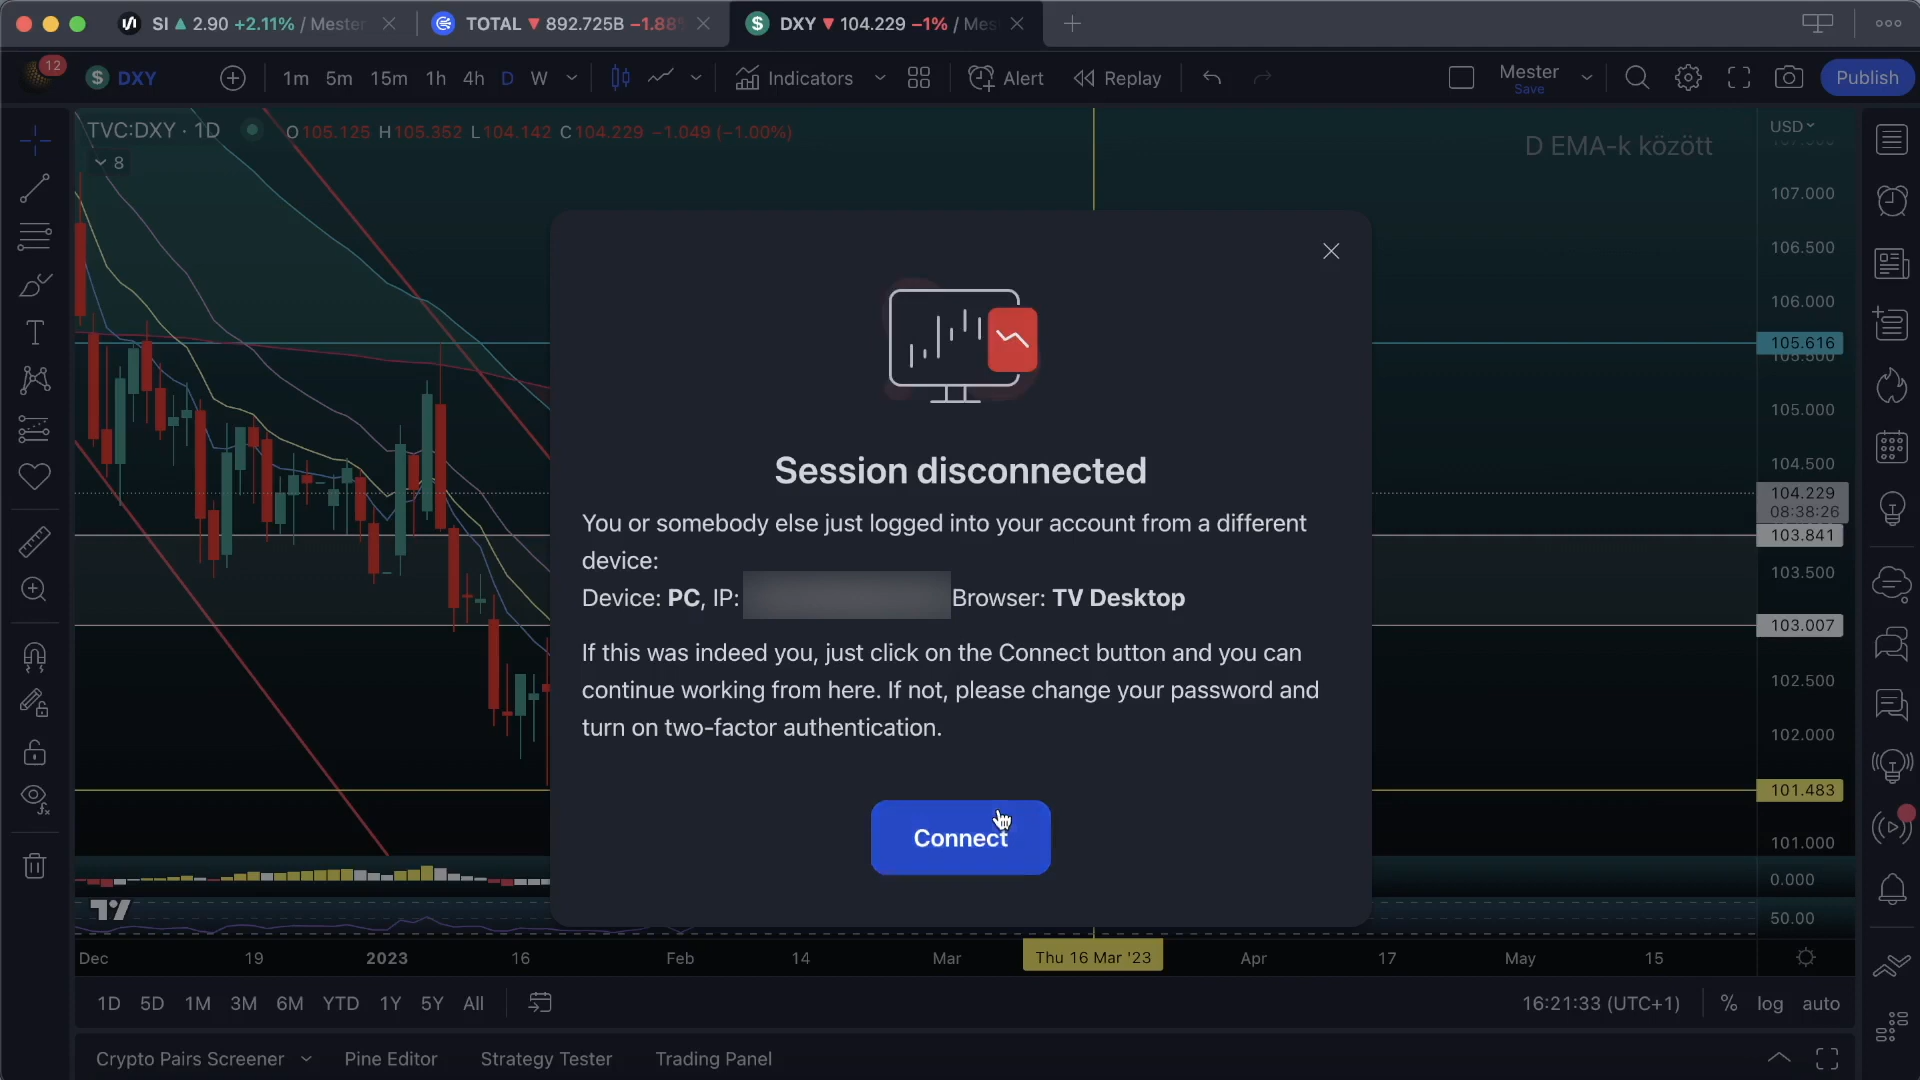 SI ▲ 2.90 +2.11% / Mester
TOTAL ▼ 892.725B −1.88%
DXY ▼ 104.229 −1% / Mes
12
DXY
1m 5m 15m 1h 4h D W
Indicators
Alert
Replay
Mester
Save
Publish
TVC:DXY · 1D
O105.125 H105.352 L104.142 C104.229 −1.049 (−1.00%)
8
D EMA-k között
USD
107.000
106.500
106.000
105.616
105.500
105.000
104.500
104.229
08:38:26
103.841
103.500
103.007
102.500
102.000
101.483
101.000
0.000
50.00
Session disconnected
You or somebody else just logged into your account from a different
device:
Device: PC, IP: Browser: TV Desktop
If this was indeed you, just click on the Connect button and you can
continue working from here. If not, please change your password and
turn on two-factor authentication.
Connect
Dec 19 2023 16 Feb 14 Mar Thu 16 Mar '23 Apr 17 May 15
1D 5D 1M 3M 6M YTD 1Y 5Y All
16:21:33 (UTC+1) % log auto
Crypto Pairs Screener Pine Editor Strategy Tester Trading Panel